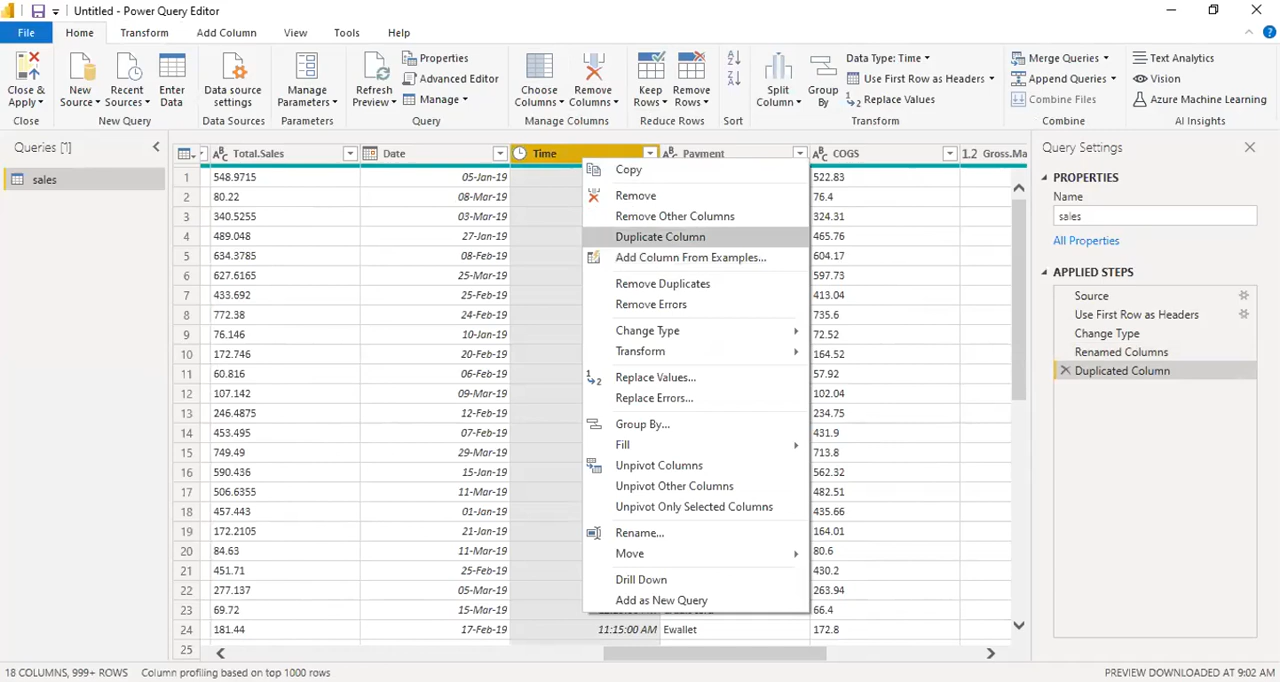 Untitled - Power Query Editor
File Home Transform Add Column View Tools Help
Close & Apply New Source Recent Sources Enter Data Data source settings Manage Parameters Refresh Preview Properties Advanced Editor Manage Choose Columns Remove Columns Keep Rows Remove Rows Split Column Group By Data Type: Time Use First Row as Headers Replace Values Merge Queries Append Queries Combine Files Text Analytics Vision Azure Machine Learning
Close New Query Data Sources Parameters Query Manage Columns Reduce Rows Sort Transform Combine AI Insights
Queries [1]
sales
Total.Sales Date Time Payment COGS 1.2 Gross.Ma
1 548.9715 05-Jan-19 522.83
2 80.22 08-Mar-19 76.4
3 340.5255 03-Mar-19 324.31
4 489.048 27-Jan-19 465.76
5 634.3785 08-Feb-19 604.17
6 627.6165 25-Mar-19 597.73
7 433.692 25-Feb-19 413.04
8 772.38 24-Feb-19 735.6
9 76.146 10-Jan-19 72.52
10 172.746 20-Feb-19 164.52
11 60.816 06-Feb-19 57.92
12 107.142 09-Mar-19 102.04
13 246.4875 12-Feb-19 234.75
14 453.495 07-Feb-19 431.9
15 749.49 29-Mar-19 713.8
16 590.436 15-Jan-19 562.32
17 506.6355 11-Mar-19 482.51
18 457.443 01-Jan-19 435.66
19 172.2105 21-Jan-19 164.01
20 84.63 11-Mar-19 80.6
21 451.71 25-Feb-19 430.2
22 277.137 05-Mar-19 263.94
23 69.72 15-Mar-19 66.4
24 181.44 17-Feb-19 11:15:00 AM Ewallet 172.8
25
Copy
Remove
Remove Other Columns
Duplicate Column
Add Column From Examples...
Remove Duplicates
Remove Errors
Change Type
Transform
Replace Values...
Replace Errors...
Group By...
Fill
Unpivot Columns
Unpivot Other Columns
Unpivot Only Selected Columns
Rename...
Move
Drill Down
Add as New Query
Query Settings
PROPERTIES
Name
sales
All Properties
APPLIED STEPS
Source
Use First Row as Headers
Change Type
Renamed Columns
Duplicated Column
18 COLUMNS, 999+ ROWS Column profiling based on top 1000 rows PREVIEW DOWNLOADED AT 9:02 AM